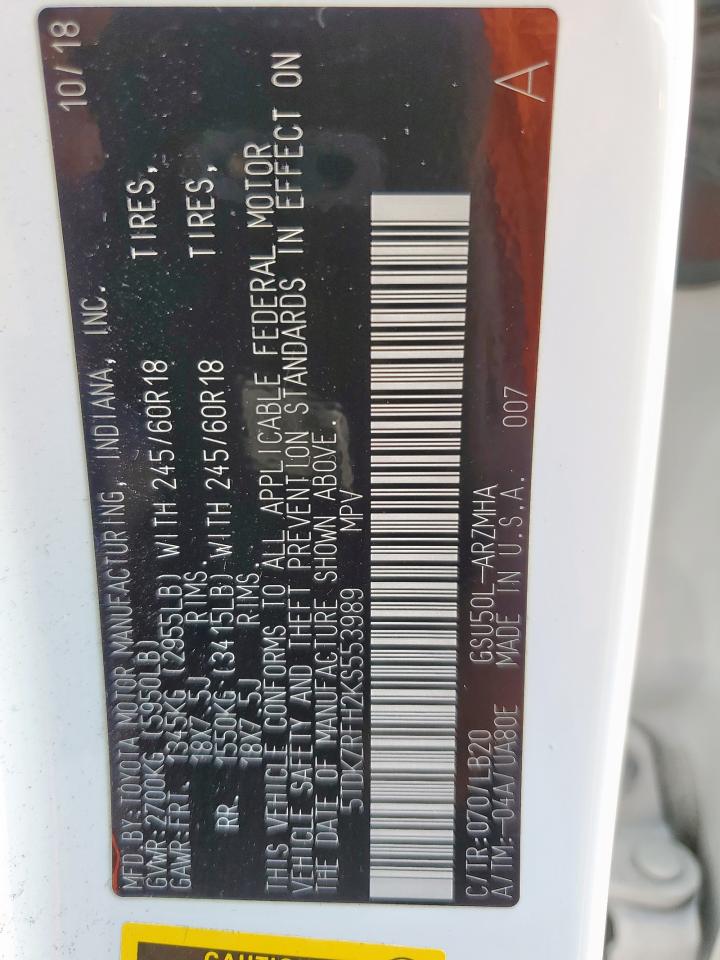 MFD.BY:TOYOTA MOTOR MANUFACTURING, INDIANA, INC. 10/18
GVWR:2700KG (5950LB)
GAWR:FRT. 1345KG (2955LB) WITH 245/60R18 TIRES,
18X7.5J RIMS.
RR. 1550KG (3415LB) WITH 245/60R18 TIRES,
18X7.5J RIMS
THIS VEHICLE CONFORMS TO ALL APPLICABLE FEDERAL MOTOR
VEHICLE SAFETY AND THEFT PREVENTION STANDARDS IN EFFECT ON
THE DATE OF MANUFACTURE SHOWN ABOVE.
5TDKZRFH2KS553989 MPV
C/TR:070/LB20 GSU50L-ARZMHA
A/TM:-04A/UA80E MADE IN U.S.A. 007 A
CAUTION